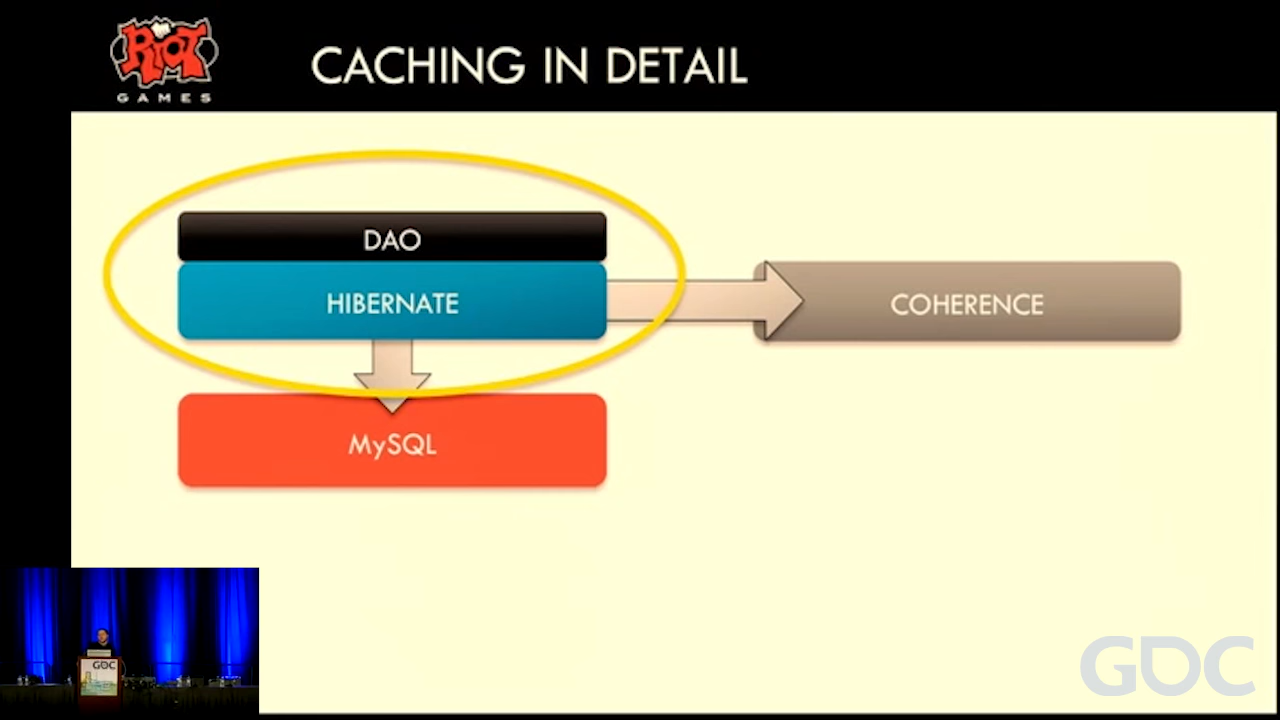 RIOT
GAMES
CACHING IN DETAIL
DAO
HIBERNATE
COHERENCE
MySQL
GDC
GDC